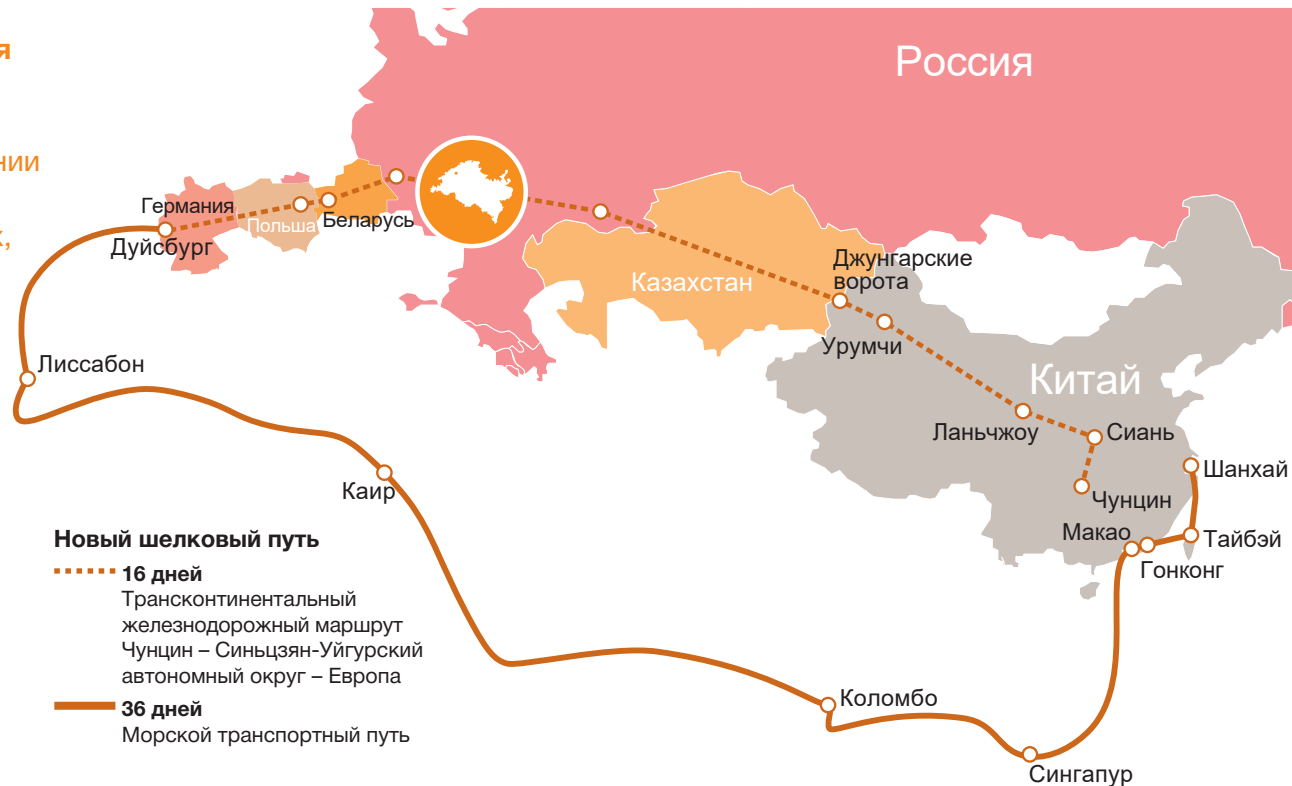 я
нии
х,
Россия
Германия
Польша
Беларусь
Дуйсбург
Казахстан
Джунгарские
ворота
Урумчи
Китай
Лиссабон
Ланьчжоу
Сиань
Шанхай
Каир
Чунцин
Макао
Тайбэй
Гонконг
Новый шелковый путь
16 дней
Трансконтинентальный
железнодорожный маршрут
Чунцин – Синьцзян-Уйгурский
автономный округ – Европа
36 дней
Морской транспортный путь
Коломбо
Сингапур